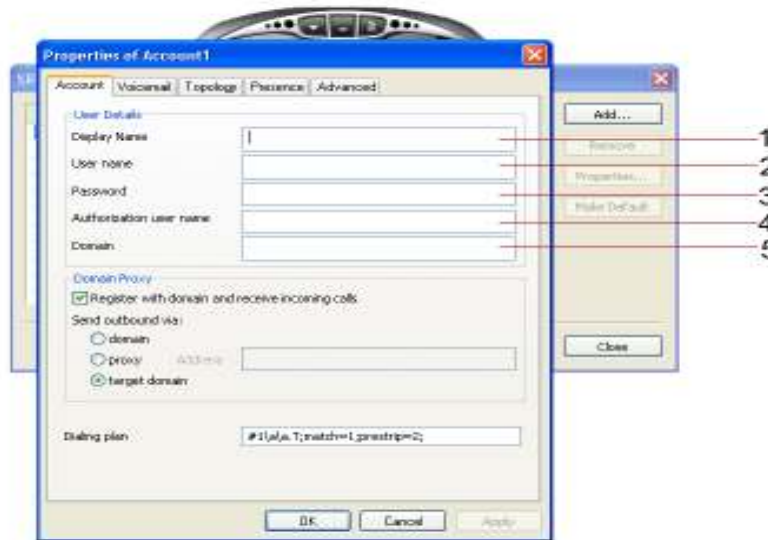 Properties of Account1
Account Voicemail Topology Presence Advanced
User Details
Display Name
User name
Password
Authorization user name
Domain
Domain Proxy
Register with domain and receive incoming calls
Send outbound via:
domain
proxy Address
target domain
Dialing plan #1\a\a.T;match=1;prestrip=2;
OK Cancel Apply
Add...
Remove
Properties...
Make Default
Close
1
2
3
4
5